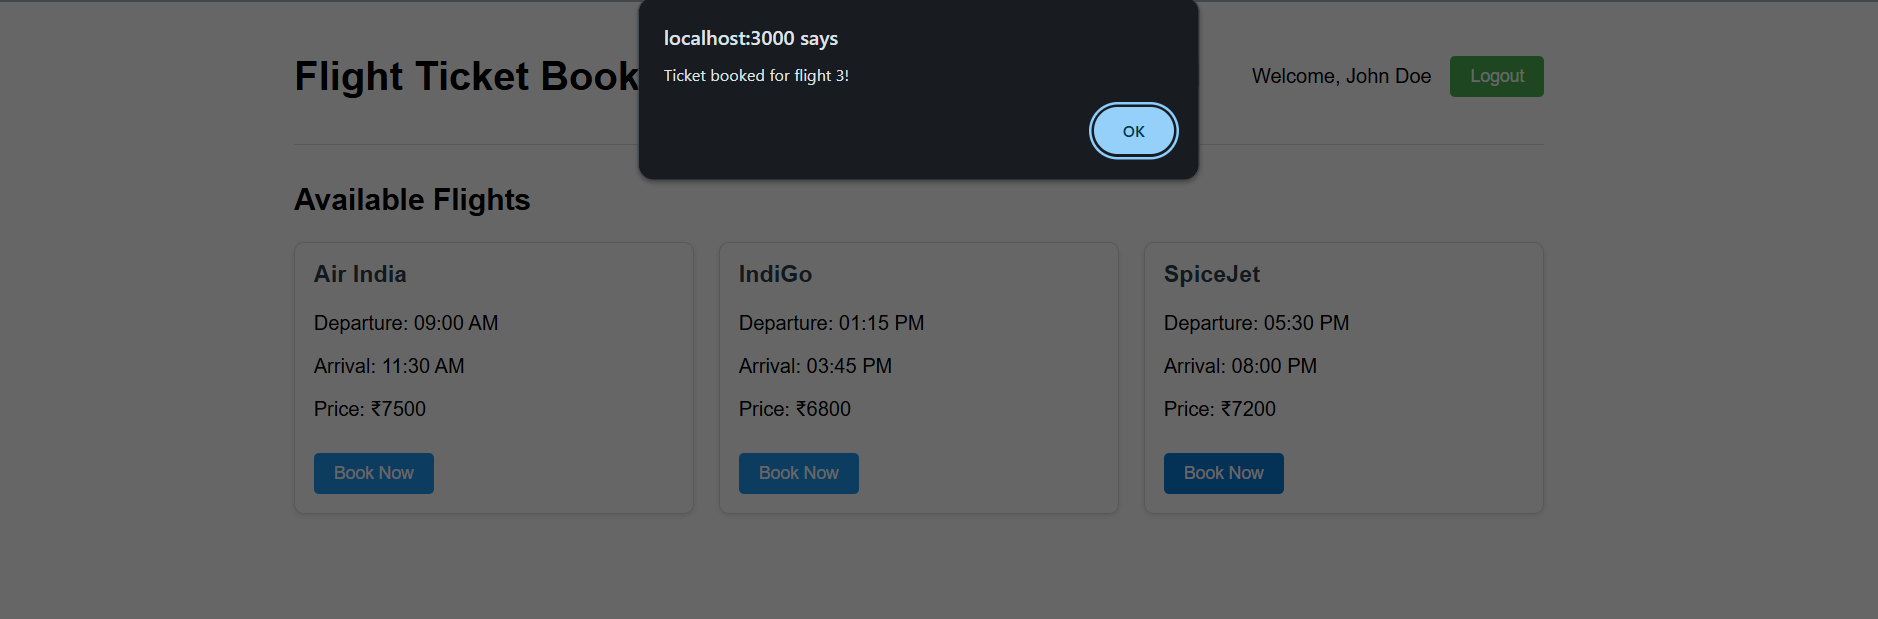 localhost:3000 says
Ticket booked for flight 3!
OK
Flight Ticket Book
Welcome, John Doe
Logout
Available Flights
Air India
Departure: 09:00 AM
Arrival: 11:30 AM
Price: ₹7500
Book Now
IndiGo
Departure: 01:15 PM
Arrival: 03:45 PM
Price: ₹6800
Book Now
SpiceJet
Departure: 05:30 PM
Arrival: 08:00 PM
Price: ₹7200
Book Now